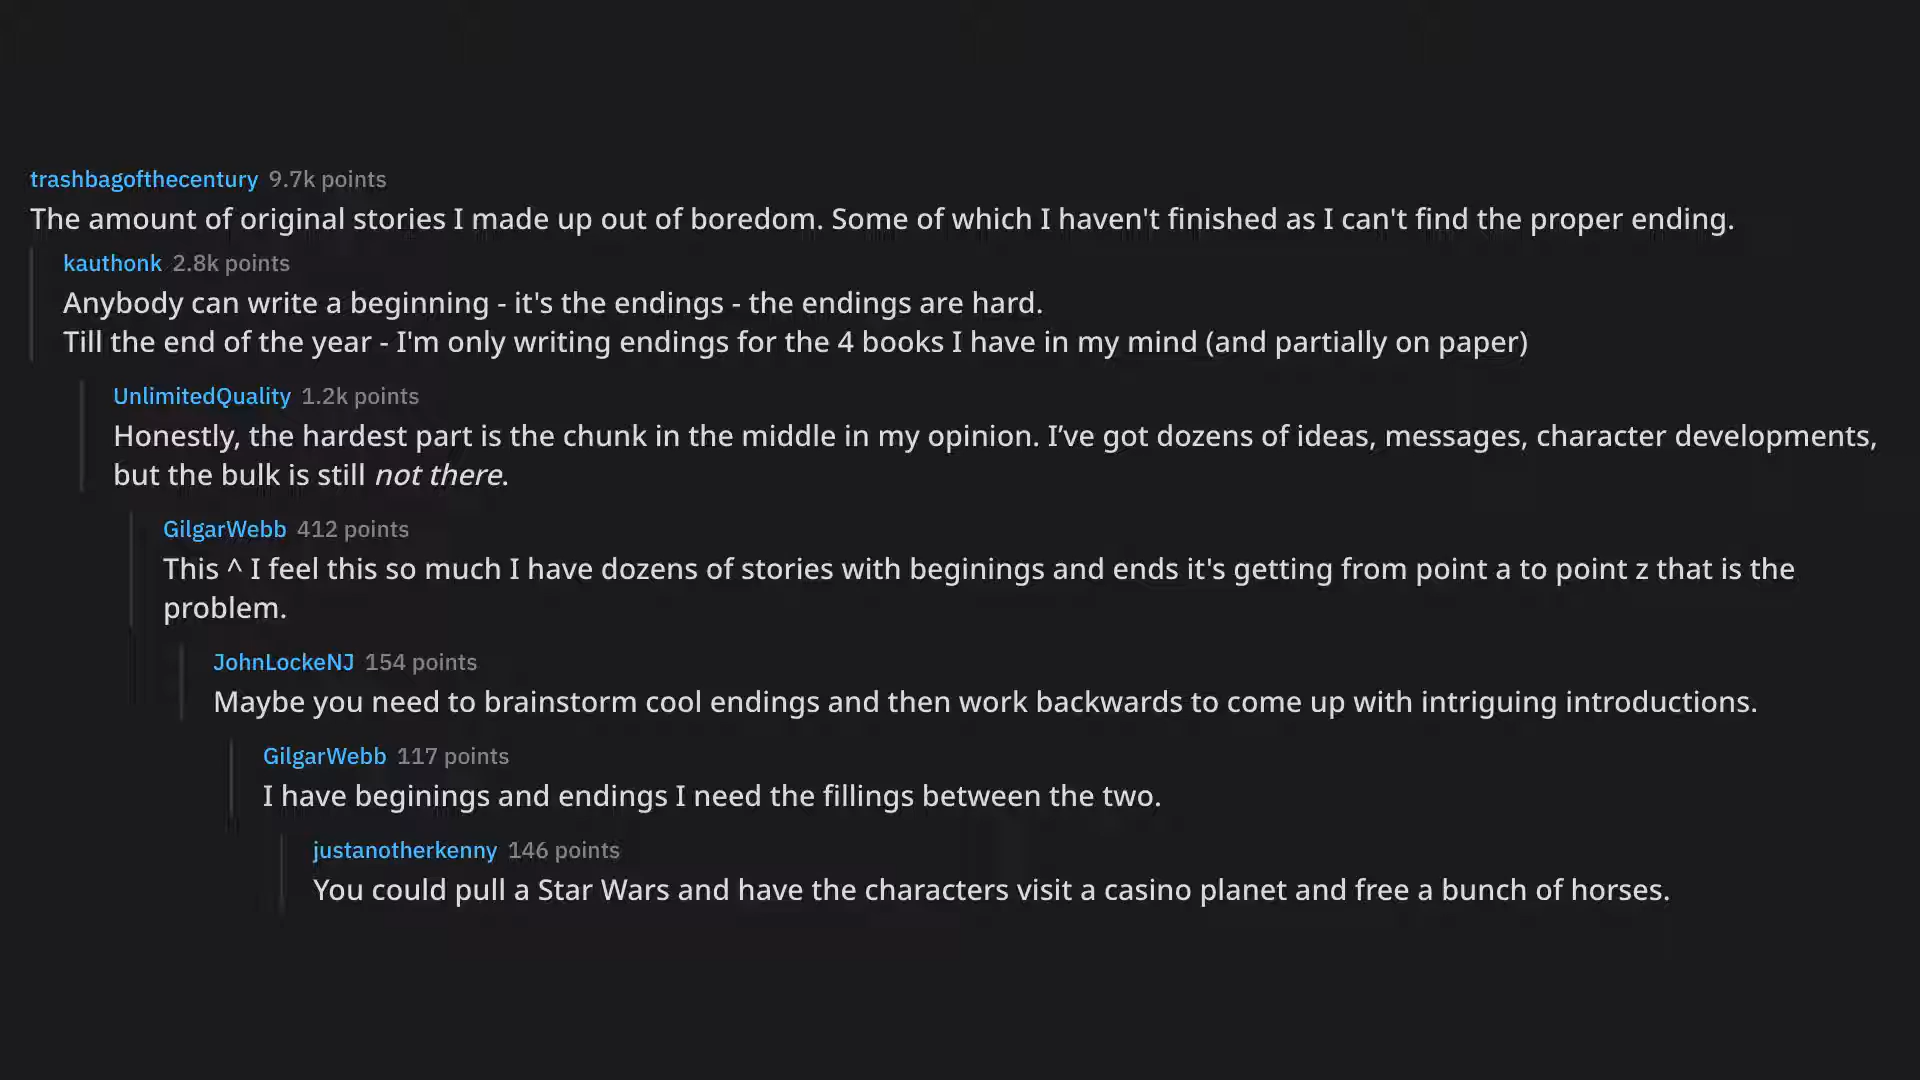 trashbagofthecentury 9.7k points
The amount of original stories I made up out of boredom. Some of which I haven't finished as I can't find the proper ending.
kauthonk 2.8k points
Anybody can write a beginning - it's the endings - the endings are hard.
Till the end of the year - I'm only writing endings for the 4 books I have in my mind (and partially on paper)
UnlimitedQuality 1.2k points
Honestly, the hardest part is the chunk in the middle in my opinion. I’ve got dozens of ideas, messages, character developments,
but the bulk is still not there.
GilgarWebb 412 points
This ^ I feel this so much I have dozens of stories with beginings and ends it's getting from point a to point z that is the
problem.
JohnLockeNJ 154 points
Maybe you need to brainstorm cool endings and then work backwards to come up with intriguing introductions.
GilgarWebb 117 points
I have beginings and endings I need the fillings between the two.
justanotherkenny 146 points
You could pull a Star Wars and have the characters visit a casino planet and free a bunch of horses.